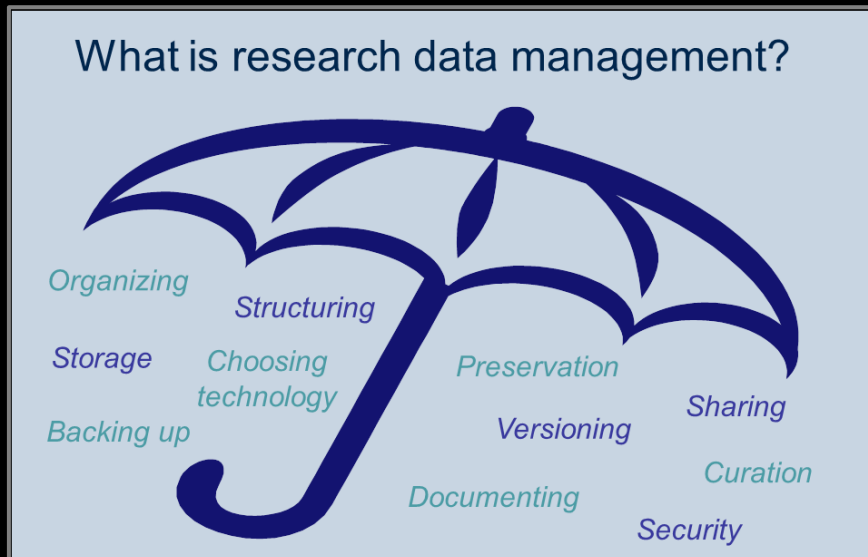 What is research data management?
Organizing
Structuring
Storage
Choosing
technology
Preservation
Sharing
Backing up
Versioning
Curation
Documenting
Security